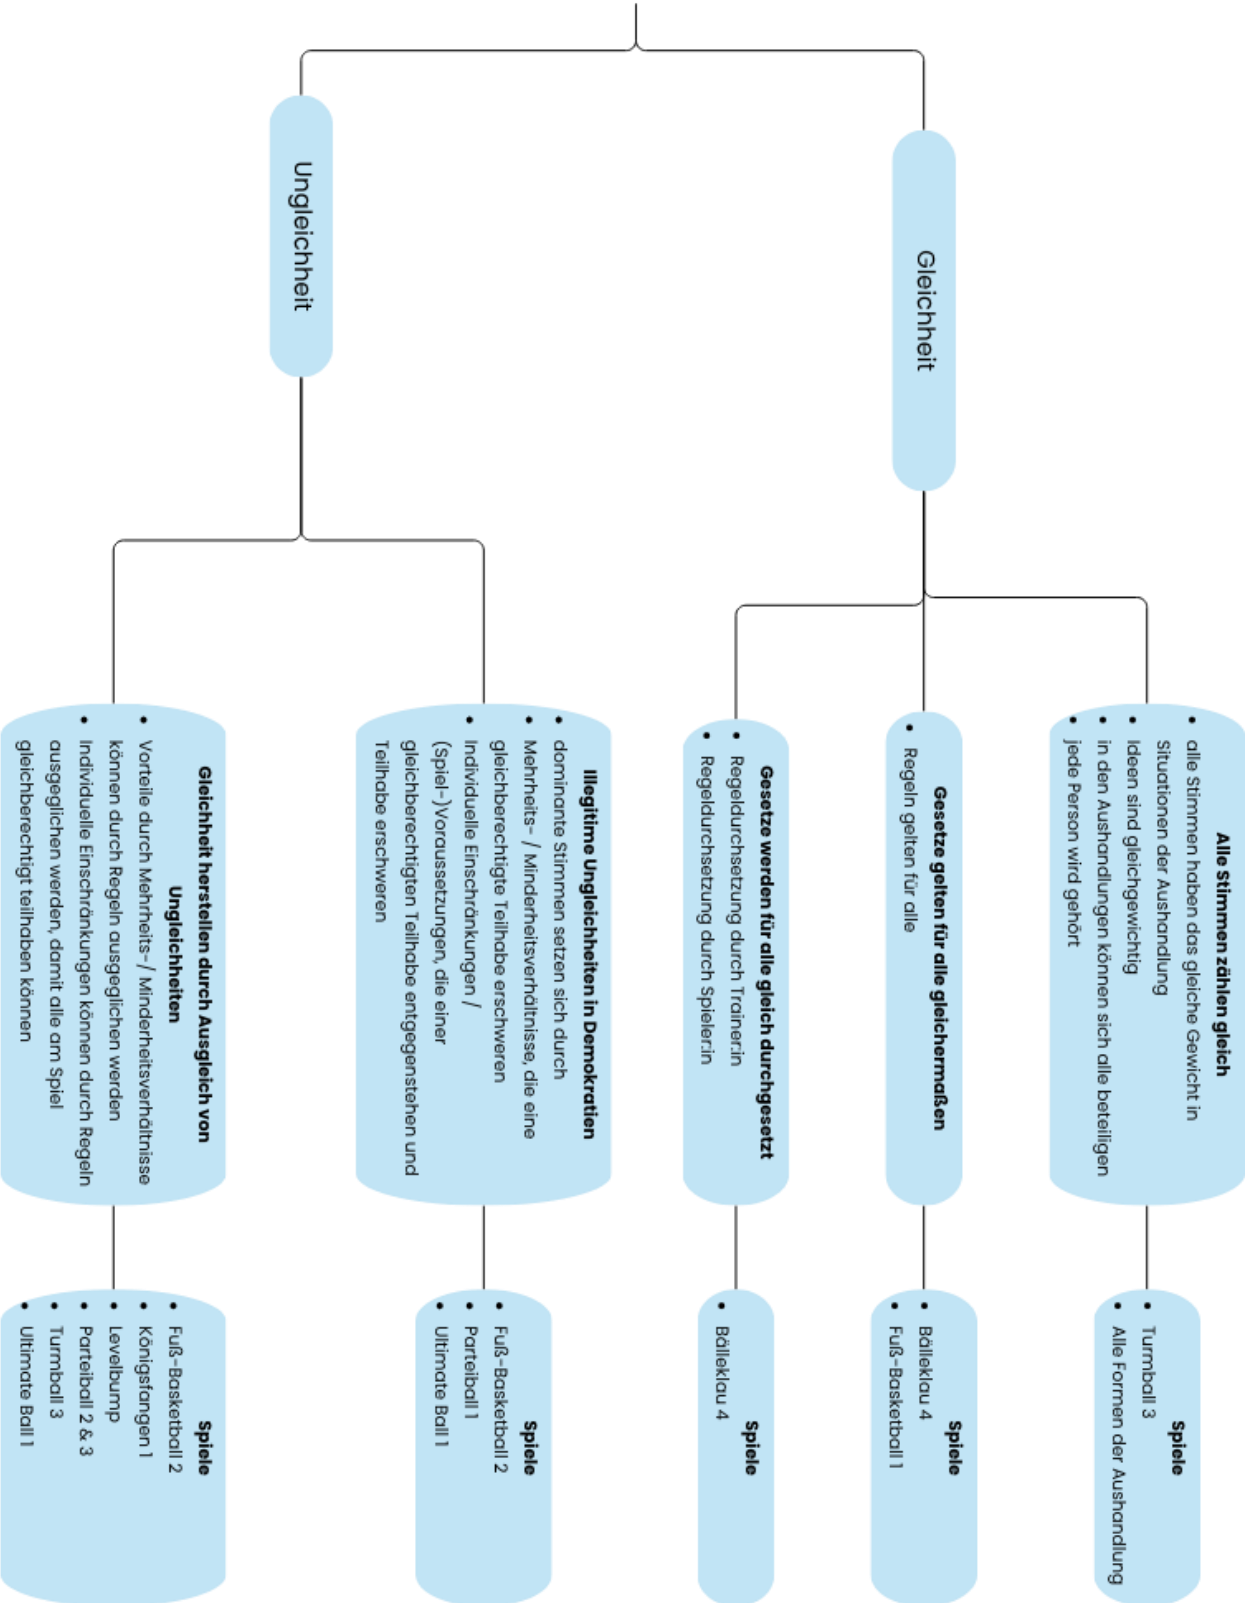 Gleichheit
Alle Stimmen zählen gleich
• alle Stimmen haben das gleiche Gewicht in
Situationen der Aushandlung
• Ideen sind gleichgewichtig
• in den Aushandlungen können sich alle beteiligen
• jede Person wird gehört
Spiele
• Turmball 3
• Alle Formen der Aushandlung
Gesetze gelten für alle gleichermaßen
• Regeln gelten für alle
Spiele
• Bälleklau 4
• Fuß-Basketball 1
Gesetze werden für alle gleich durchgesetzt
• Regeldurchsetzung durch Trainer:in
• Regeldurchsetzung durch Spieler:in
Spiele
• Bälleklau 4
Ungleichheit
Illegitime Ungleichheiten in Demokratien
• dominante Stimmen setzen sich durch
• Mehrheits- / Minderheitsverhältnisse, die eine
gleichberechtigte Teilhabe erschweren
• Individuelle Einschränkungen /
(Spiel-)Voraussetzungen, die einer
gleichberechtigten Teilhabe entgegenstehen und
Teilhabe erschweren
Spiele
• Fuß-Basketball 2
• Parteiball 1
• Ultimate Ball 1
Gleichheit herstellen durch Ausgleich von
Ungleichheiten
• Vorteile durch Mehrheits-/ Minderheitsverhältnisse
können durch Regeln ausgeglichen werden
• Individuelle Einschränkungen können durch Regeln
ausgeglichen werden, damit alle am Spiel
gleichberechtigt teilhaben können
Spiele
• Fuß-Basketball 2
• Königsfangen 1
• Levelbump
• Parteiball 2 & 3
• Turmball 3
• Ultimate Ball 1